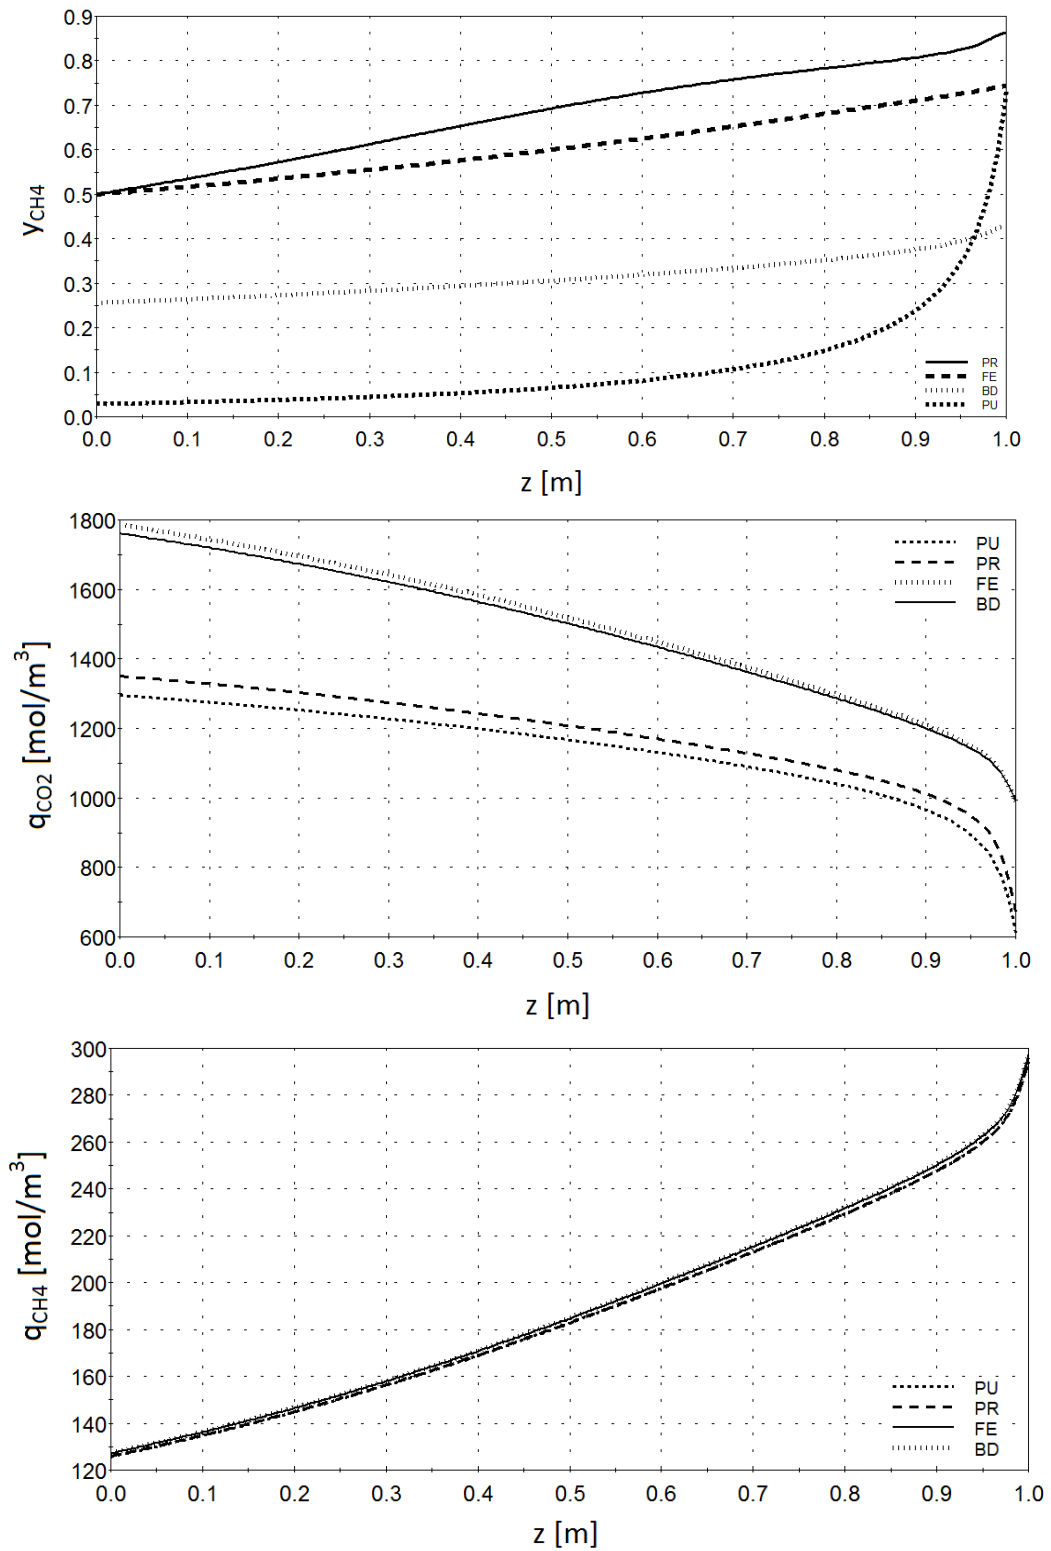 0.9
0.8
0.7
0.6
0.5
0.4
0.3
0.2
0.1
0.0
yCH4
PR
FE
BD
PU
0.0 0.1 0.2 0.3 0.4 0.5 0.6 0.7 0.8 0.9 1.0
z [m]
1800
1600
1400
1200
1000
800
600
qCO2 [mol/m³]
PU
PR
FE
BD
0.0 0.1 0.2 0.3 0.4 0.5 0.6 0.7 0.8 0.9 1.0
z [m]
300
280
260
240
220
200
180
160
140
120
qCH4 [mol/m³]
PU
PR
FE
BD
0.0 0.1 0.2 0.3 0.4 0.5 0.6 0.7 0.8 0.9 1.0
z [m]